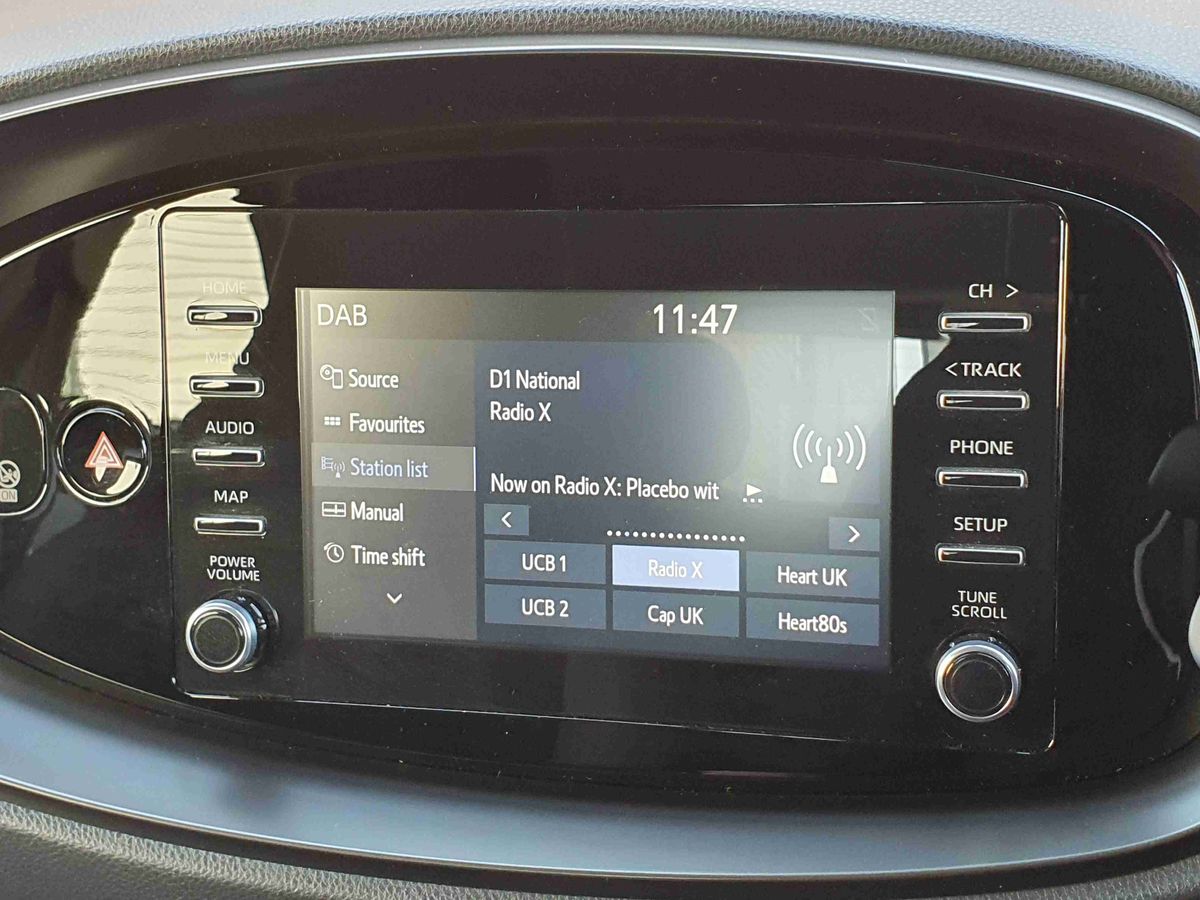 HOME
MENU
AUDIO
MAP
POWER
VOLUME
ON
DAB
11:47
Source
Favourites
Station list
Manual
Time shift
D1 National
Radio X
Now on Radio X: Placebo wit
<
>
UCB 1
Radio X
Heart UK
UCB 2
Cap UK
Heart80s
CH >
< TRACK
PHONE
SETUP
TUNE
SCROLL